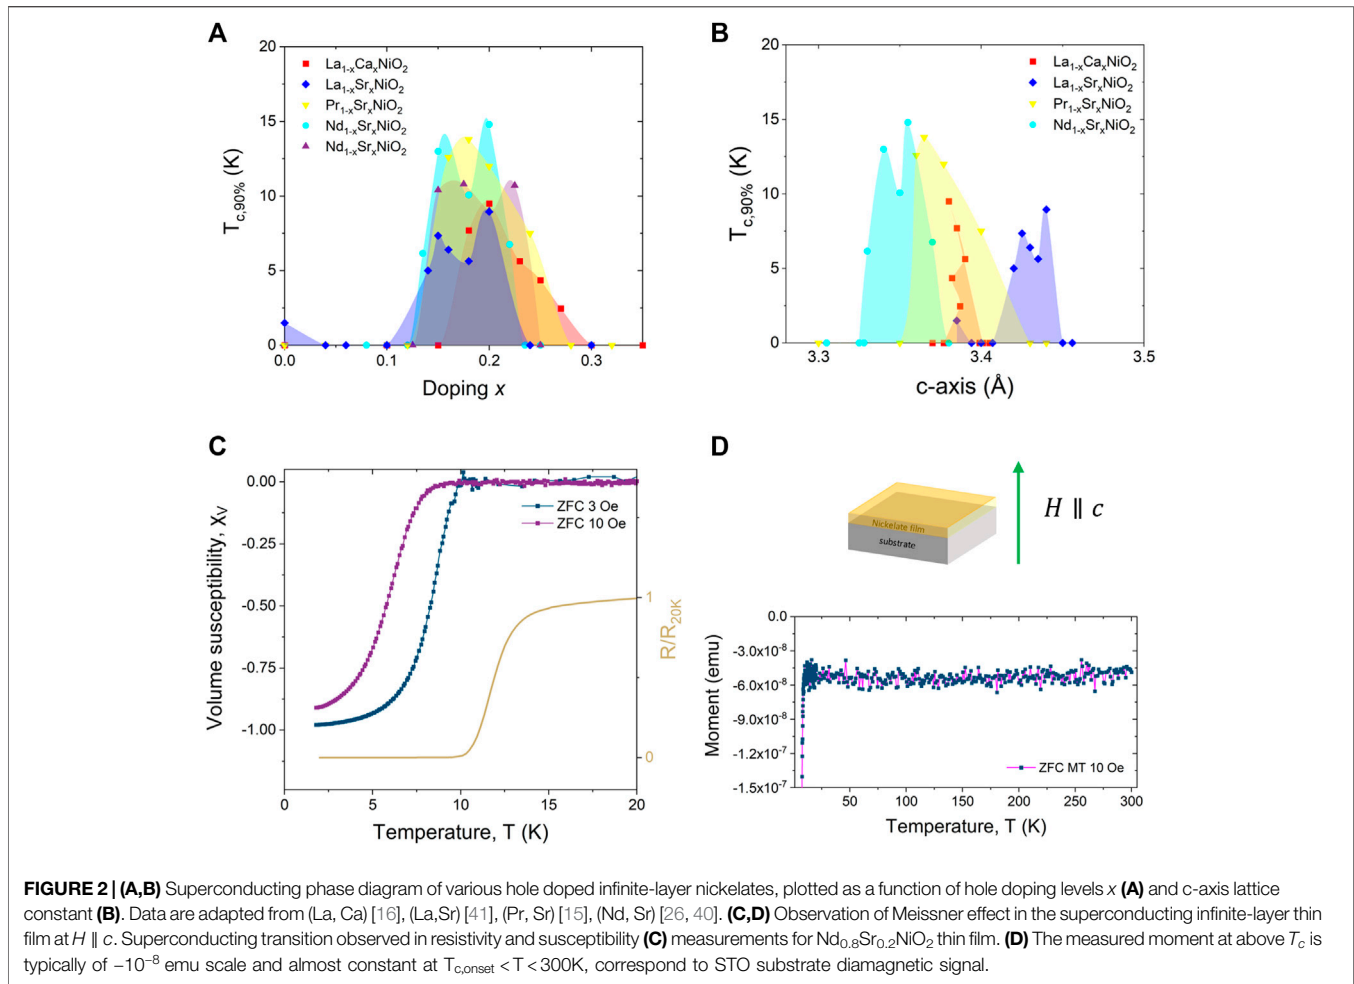 A
20
15
10
5
0
T_c,90% (K)
La₁₋ₓCaₓNiO₂
La₁₋ₓSrₓNiO₂
Pr₁₋ₓSrₓNiO₂
Nd₁₋ₓSrₓNiO₂
Nd₁₋ₓSrₓNiO₂
0.0 0.1 0.2 0.3
Doping x
B
20
15
10
5
0
T_c,90% (K)
La₁₋ₓCaₓNiO₂
La₁₋ₓSrₓNiO₂
Pr₁₋ₓSrₓNiO₂
Nd₁₋ₓSrₓNiO₂
3.3 3.4 3.5
c-axis (Å)
C
0.00
-0.25
-0.50
-0.75
-1.00
Volume susceptibility, χ_V
ZFC 3 Oe
ZFC 10 Oe
1
0
R/R_20K
0 5 10 15 20
Temperature, T (K)
D
Nickelate film
substrate
H ∥ c
0.0
-3.0x10⁻⁸
-6.0x10⁻⁸
-9.0x10⁻⁸
-1.2x10⁻⁷
-1.5x10⁻⁷
Moment (emu)
ZFC MT 10 Oe
50 100 150 200 250 300
Temperature, T (K)
FIGURE 2 | (A,B) Superconducting phase diagram of various hole doped infinite-layer nickelates, plotted as a function of hole doping levels x (A) and c-axis lattice
constant (B). Data are adapted from (La, Ca) [16], (La,Sr) [41], (Pr, Sr) [15], (Nd, Sr) [26, 40]. (C,D) Observation of Meissner effect in the superconducting infinite-layer thin
film at H ∥ c. Superconducting transition observed in resistivity and susceptibility (C) measurements for Nd₀.₈Sr₀.₂NiO₂ thin film. (D) The measured moment at above T_c is
typically of −10⁻⁸ emu scale and almost constant at T_c,onset < T < 300K, correspond to STO substrate diamagnetic signal.